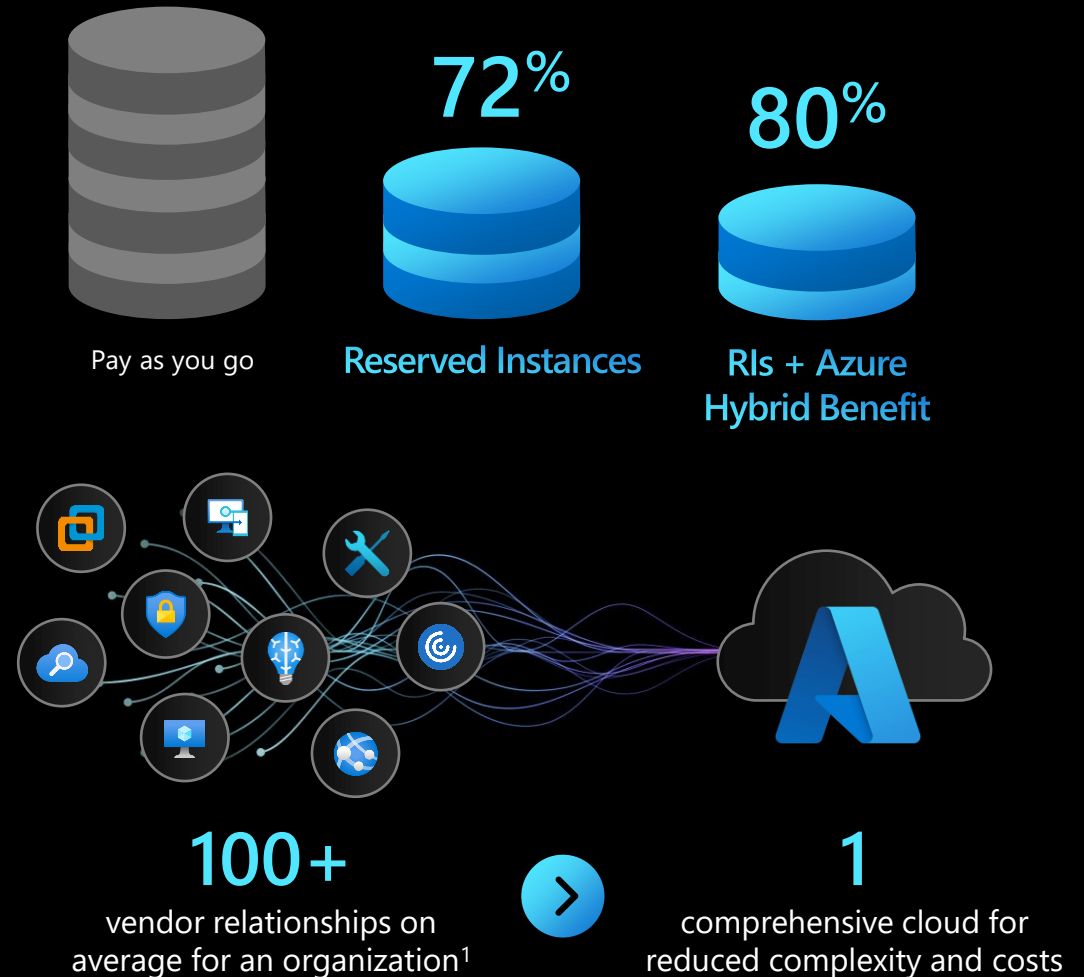 72%
80%
Pay as you go
Reserved Instances
RIs + Azure
Hybrid Benefit
100+
vendor relationships on
average for an organization¹
1
comprehensive cloud for
reduced complexity and costs